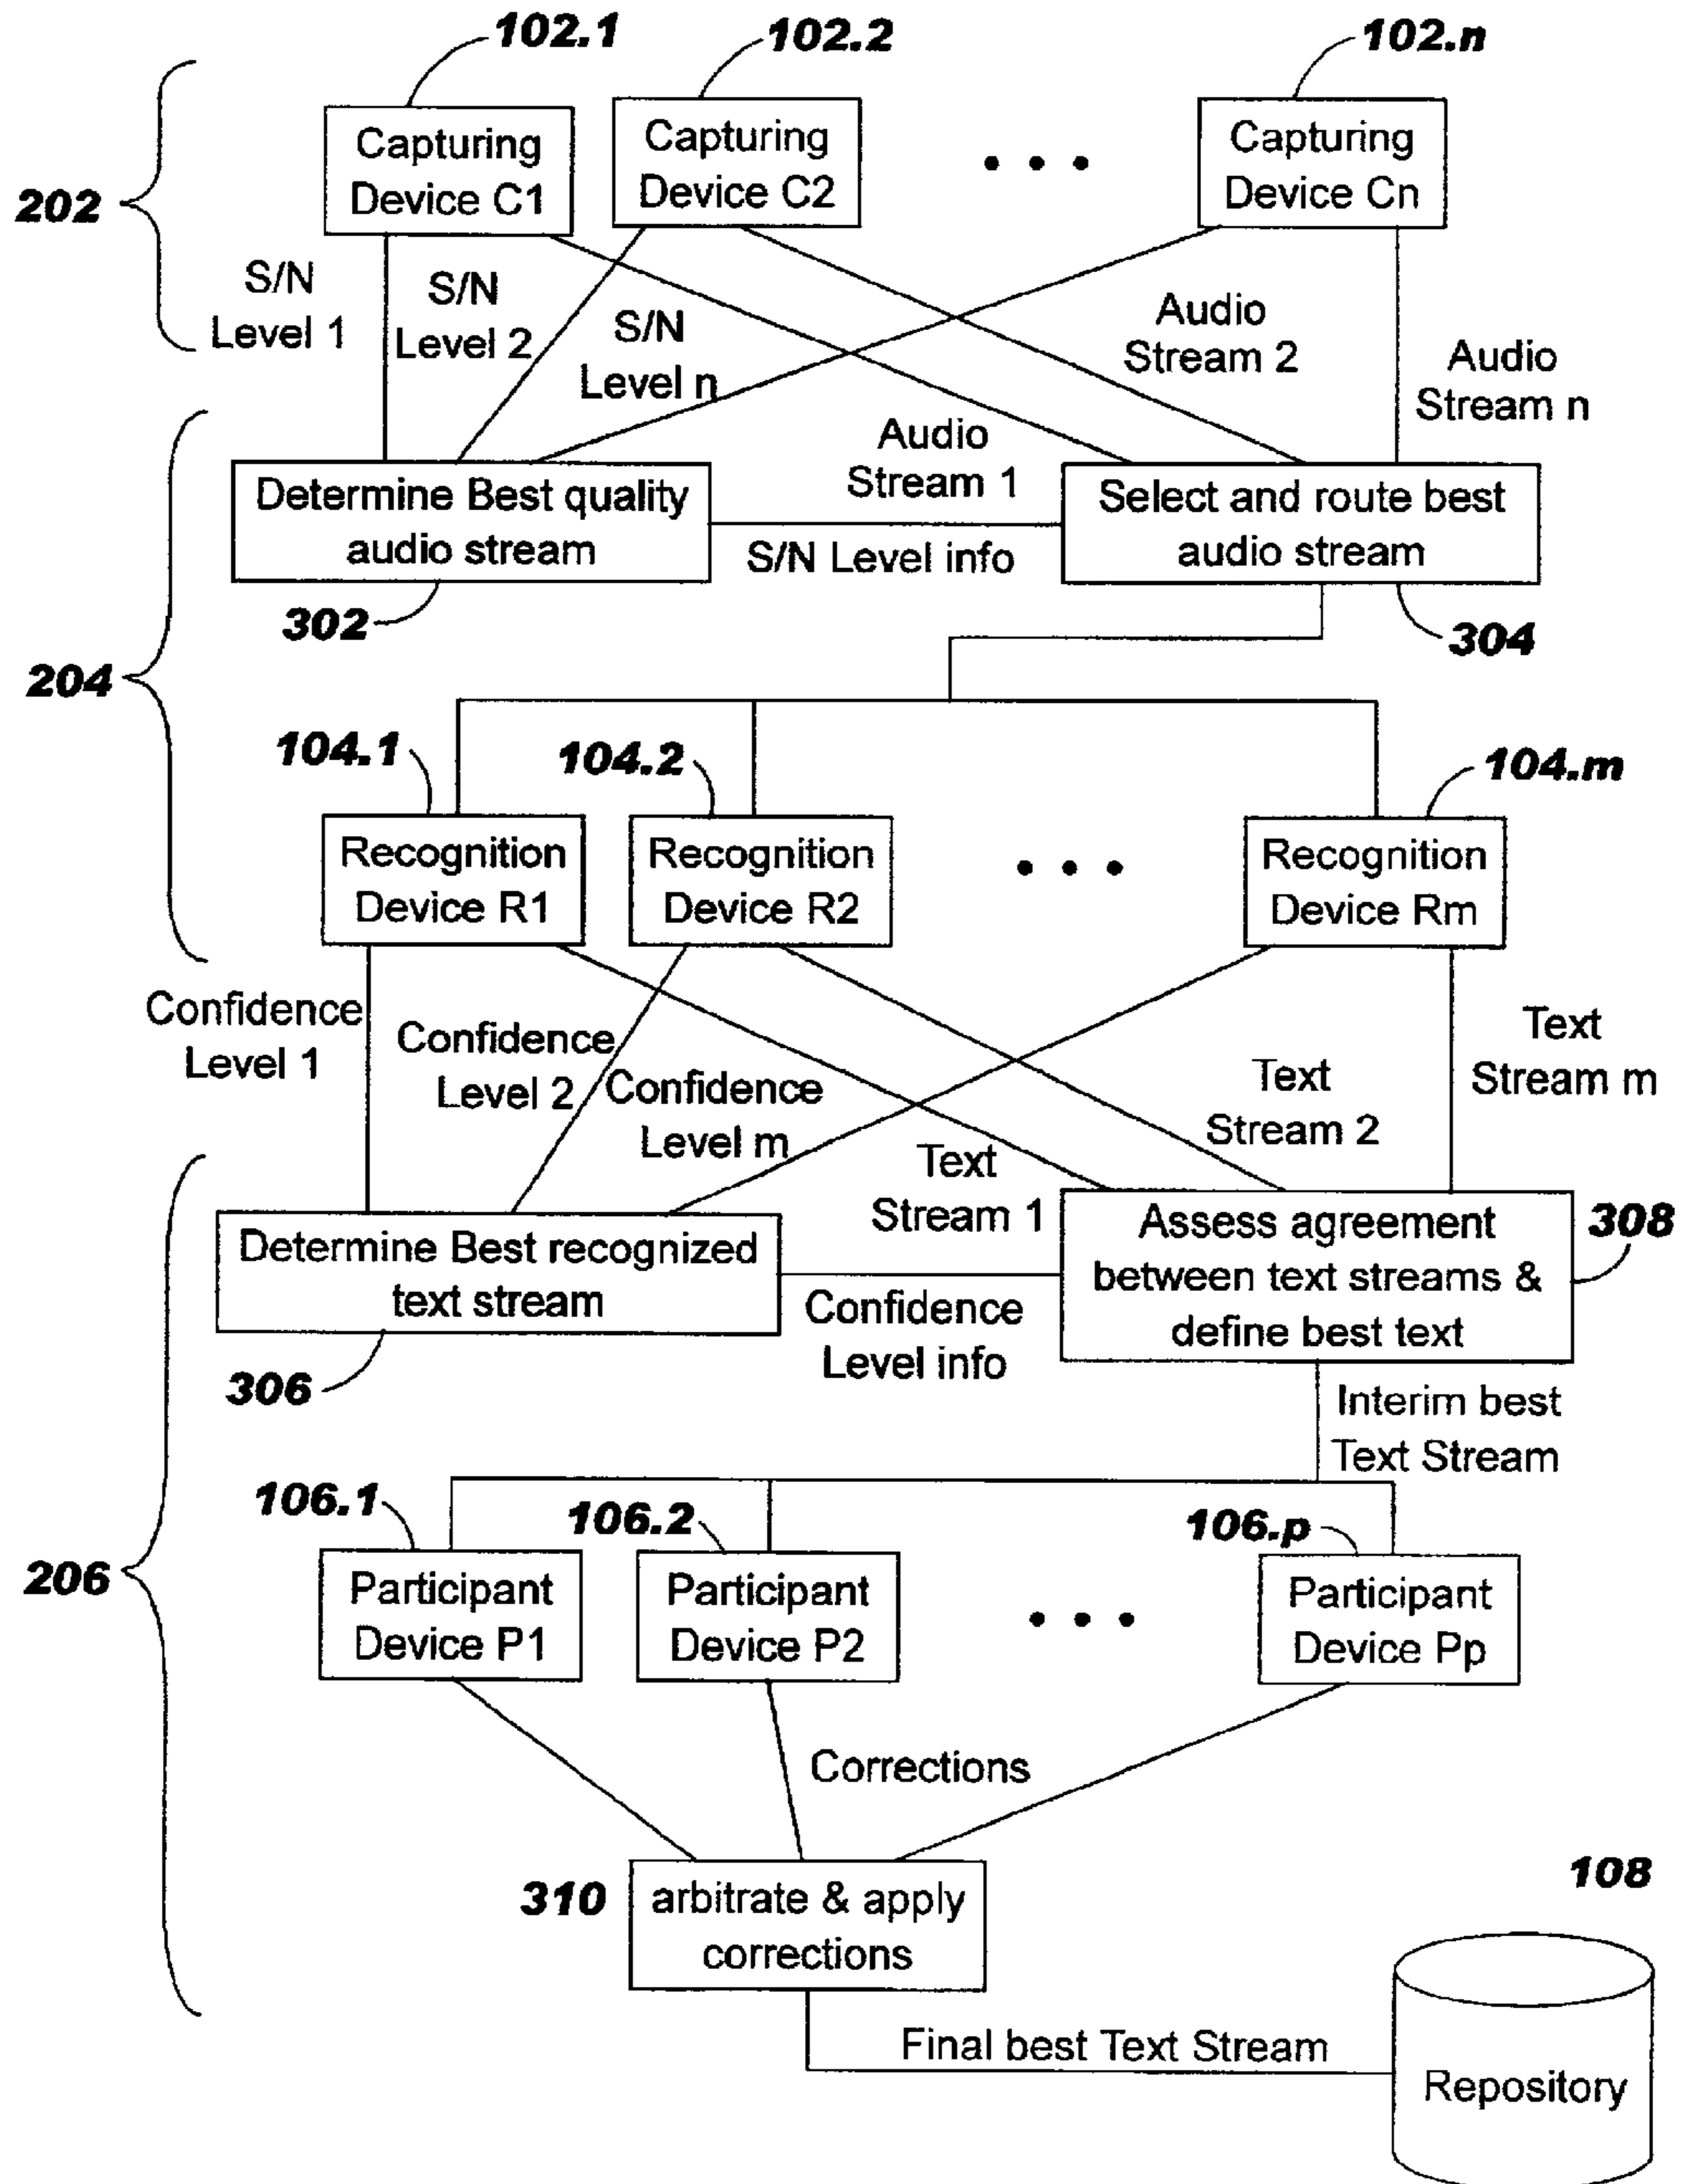 102.1
102.2
102.n
Capturing
Device C1
Capturing
Device C2
Capturing
Device Cn
202
S/N
Level 1
S/N
Level 2
S/N
Level n
Audio
Stream 2
Audio
Stream n
Audio
Stream 1
Determine Best quality
audio stream
S/N Level info
Select and route best
audio stream
302
304
204
104.1
104.2
104.m
Recognition
Device R1
Recognition
Device R2
Recognition
Device Rm
Confidence
Level 1
Confidence
Level 2
Confidence
Level m
Text
Stream 1
Text
Stream 2
Text
Stream m
Determine Best recognized
text stream
Confidence
Level info
Assess agreement
between text streams &
define best text
308
306
Interim best
Text Stream
206
106.1
106.2
106.p
Participant
Device P1
Participant
Device P2
Participant
Device Pp
Corrections
310
arbitrate & apply
corrections
108
Final best Text Stream
Repository